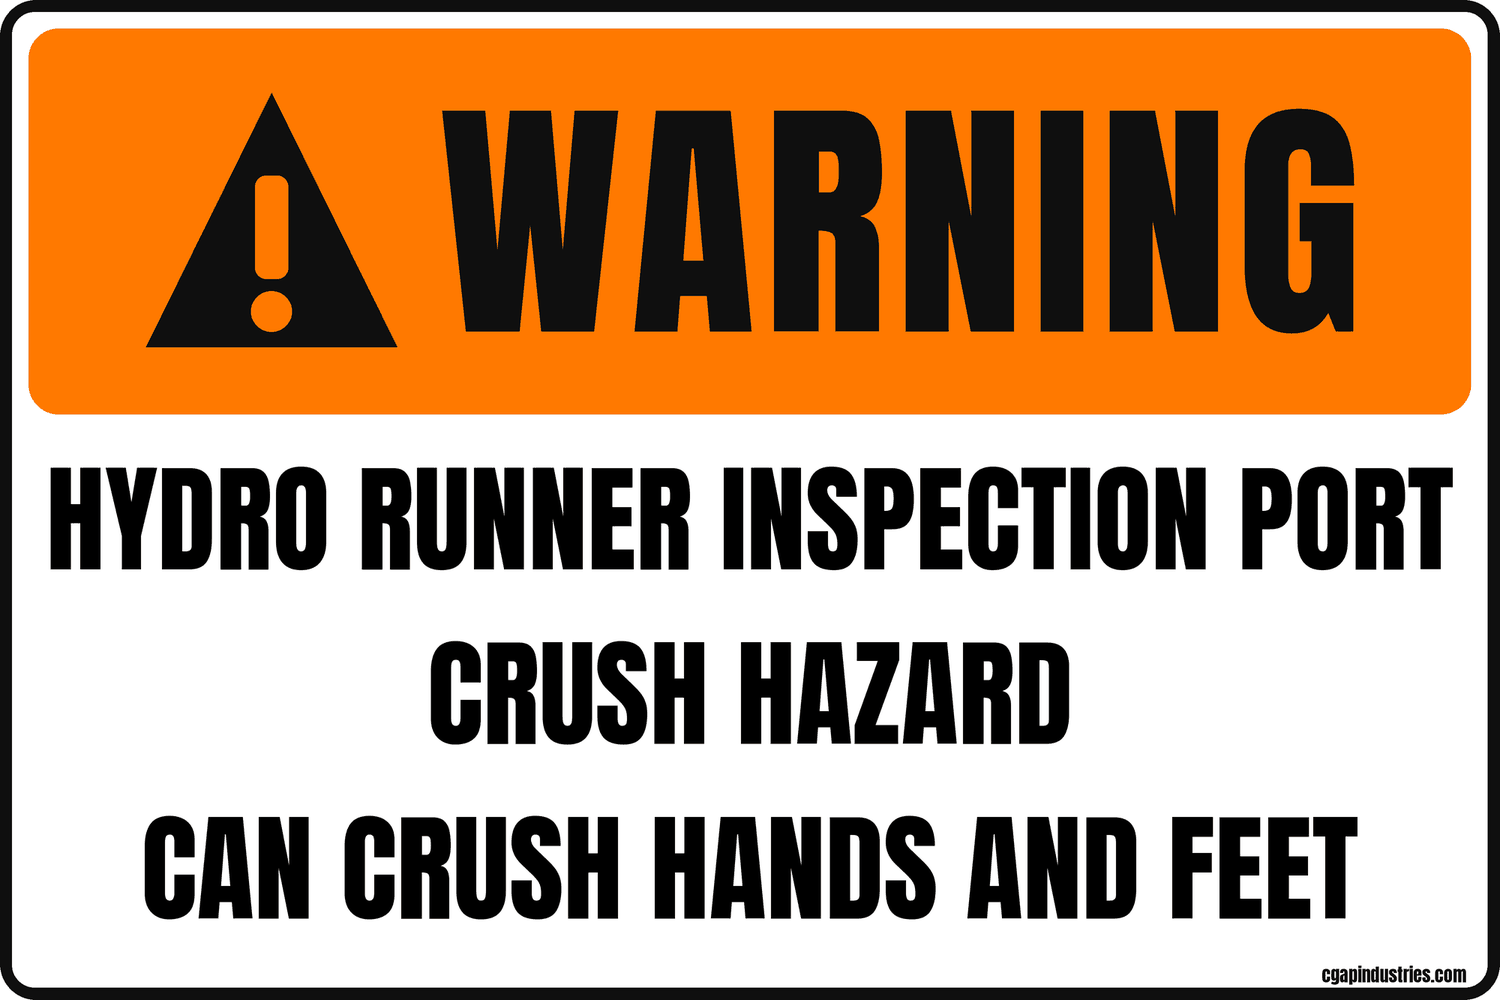 WARNING
HYDRO RUNNER INSPECTION PORT
CRUSH HAZARD
CAN CRUSH HANDS AND FEET
cgapindustries.com